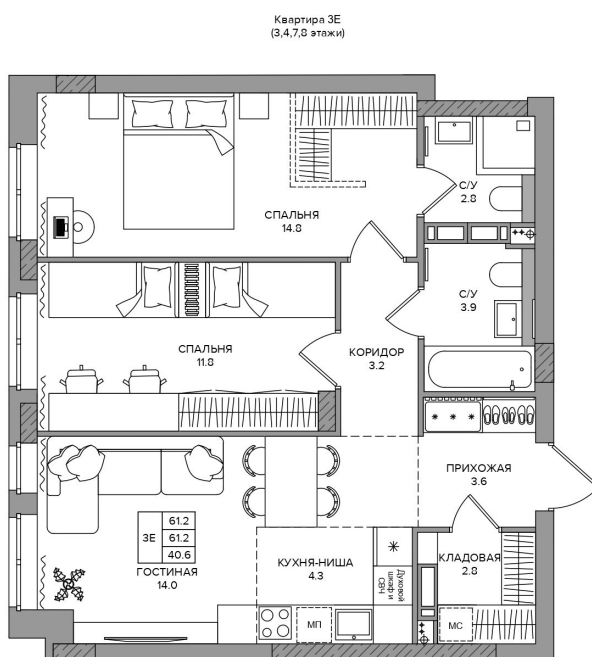 Квартира 3Е
(3,4,7,8 этажи)
СПАЛЬНЯ
14.8
С/У
2.8
С/У
3.9
СПАЛЬНЯ
11.8
КОРИДОР
3.2
ПРИХОЖАЯ
3.6
3Е
61.2
61.2
40.6
ГОСТИНАЯ
14.0
КУХНЯ-НИША
4.3
Духовой
шкаф и
СВЧ
КЛАДОВАЯ
2.8
МП
МС